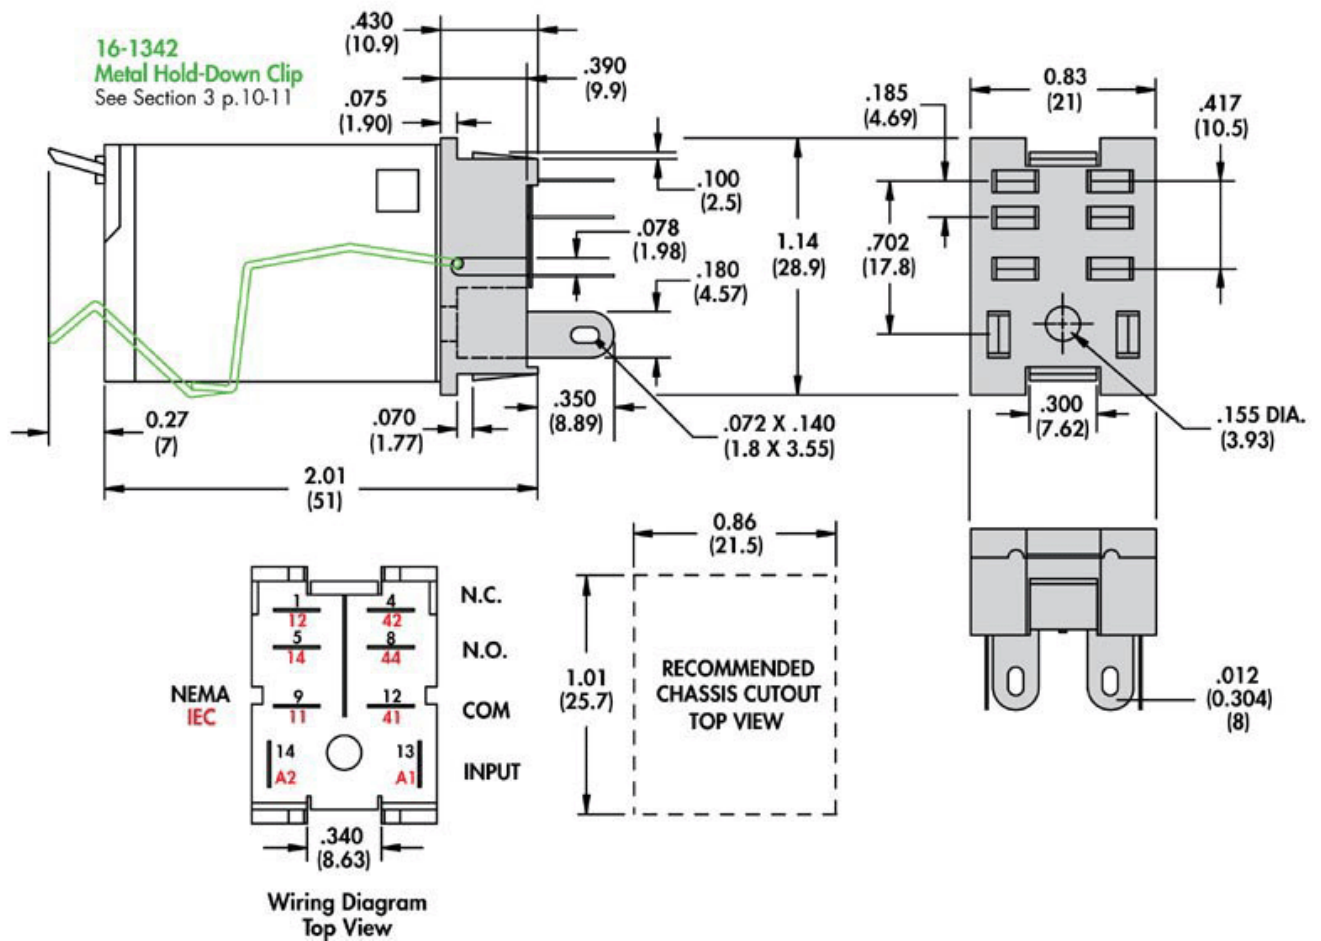 16-1342
Metal Hold-Down Clip
See Section 3 p.10-11
.430
(10.9)
.390
(9.9)
.075
(1.90)
.100
(2.5)
.078
(1.98)
.180
(4.57)
1.14
(28.9)
.185
(4.69)
0.83
(21)
.417
(10.5)
.702
(17.8)
.300
(7.62)
.155 DIA.
(3.93)
0.27
(7)
.070
(1.77)
.350
(8.89)
.072 X .140
(1.8 X 3.55)
2.01
(51)
0.86
(21.5)
1.01
(25.7)
RECOMMENDED
CHASSIS CUTOUT
TOP VIEW
.012
(0.304)
(8)
1 4 N.C.
12 42
5 8 N.O.
14 44
NEMA
IEC
9 12 COM
11 41
14 13 INPUT
A2 A1
.340
(8.63)
Wiring Diagram
Top View